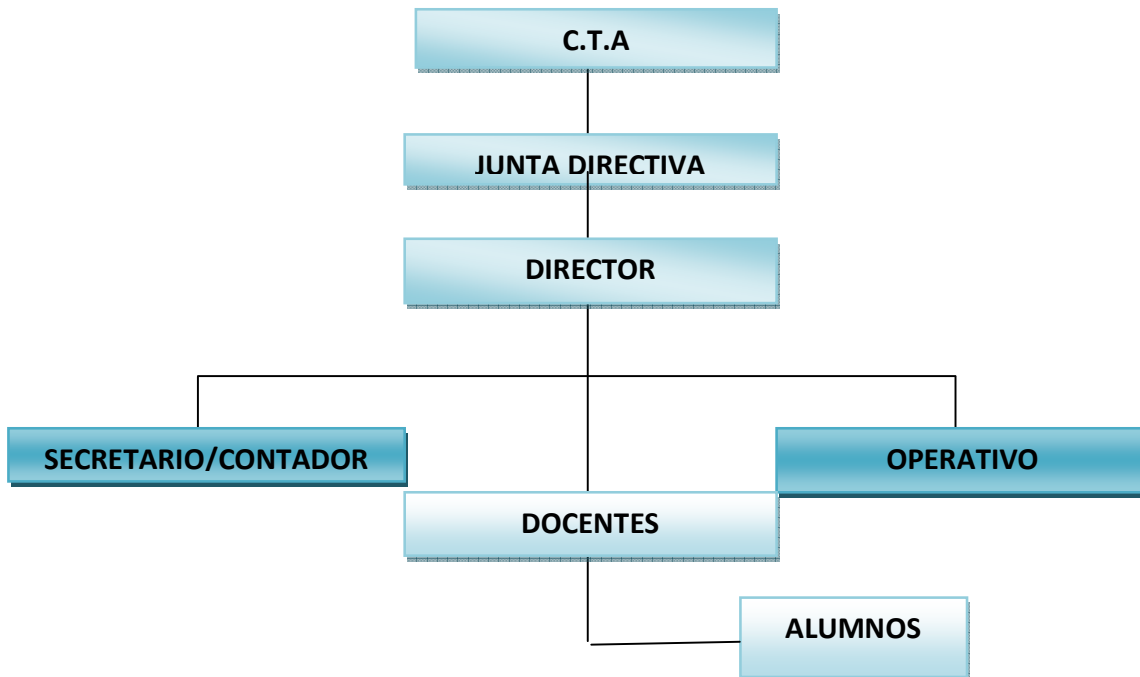 C.T.A
JUNTA DIRECTIVA
DIRECTOR
SECRETARIO/CONTADOR
OPERATIVO
DOCENTES
ALUMNOS